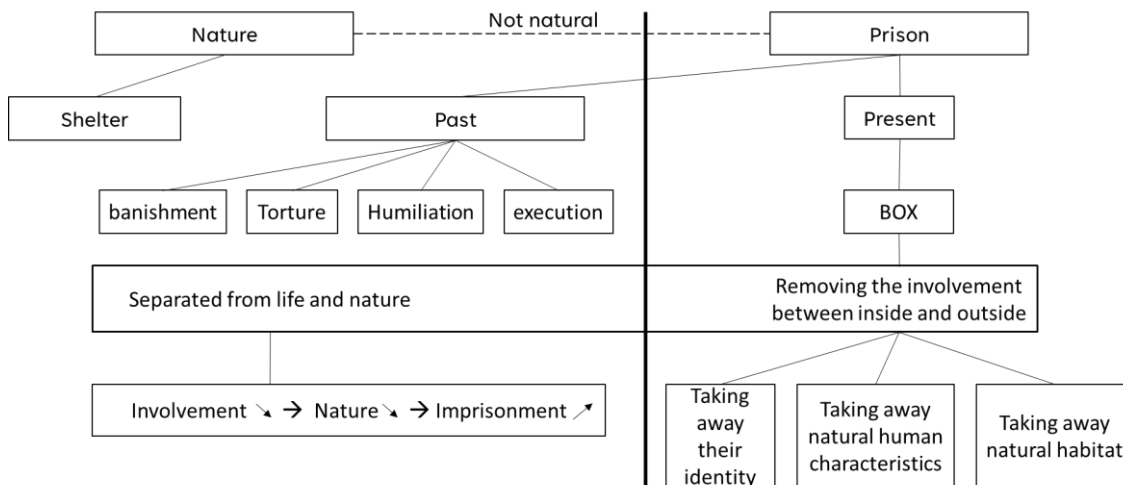 Not natural
Nature
Prison
Shelter
Past
Present
banishment
Torture
Humiliation
execution
BOX
Separated from life and nature
Removing the involvement
between inside and outside
Involvement ↘ → Nature ↘ → Imprisonment ↗
Taking
away
their
identity
Taking away
natural human
characteristics
Taking away
natural habitat